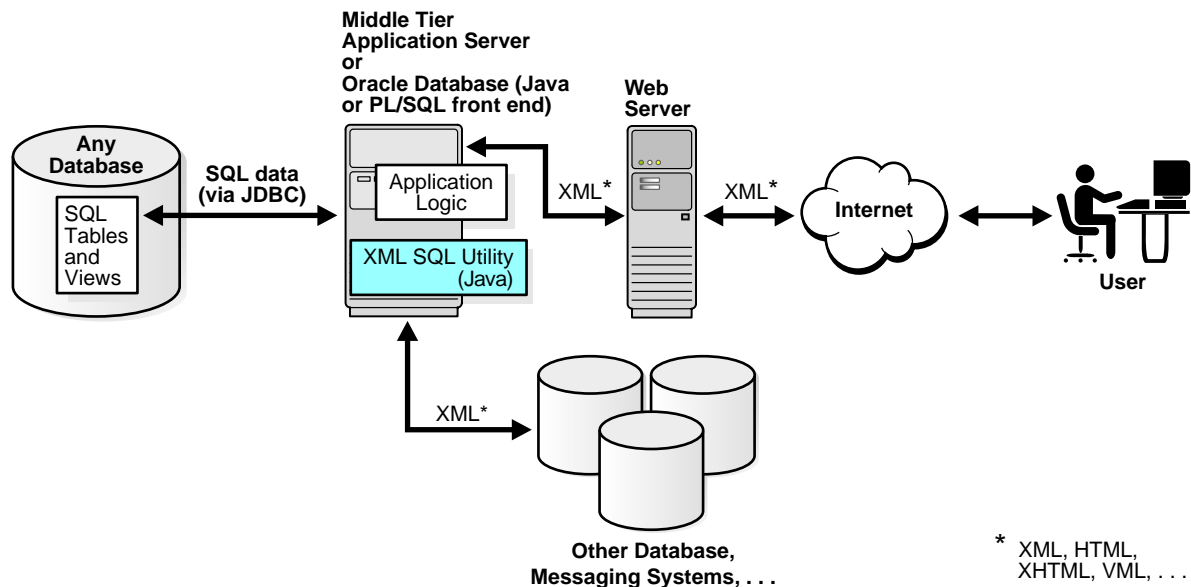 Middle Tier
Application Server
or
Oracle Database (Java
or PL/SQL front end)
Web
Server
Any
Database
SQL data
(via JDBC)
SQL
Tables
and
Views
Application
Logic
XML SQL Utility
(Java)
XML*
XML*
Internet
User
XML*
Other Database,
Messaging Systems, . . .
* XML, HTML,
XHTML, VML, . . .